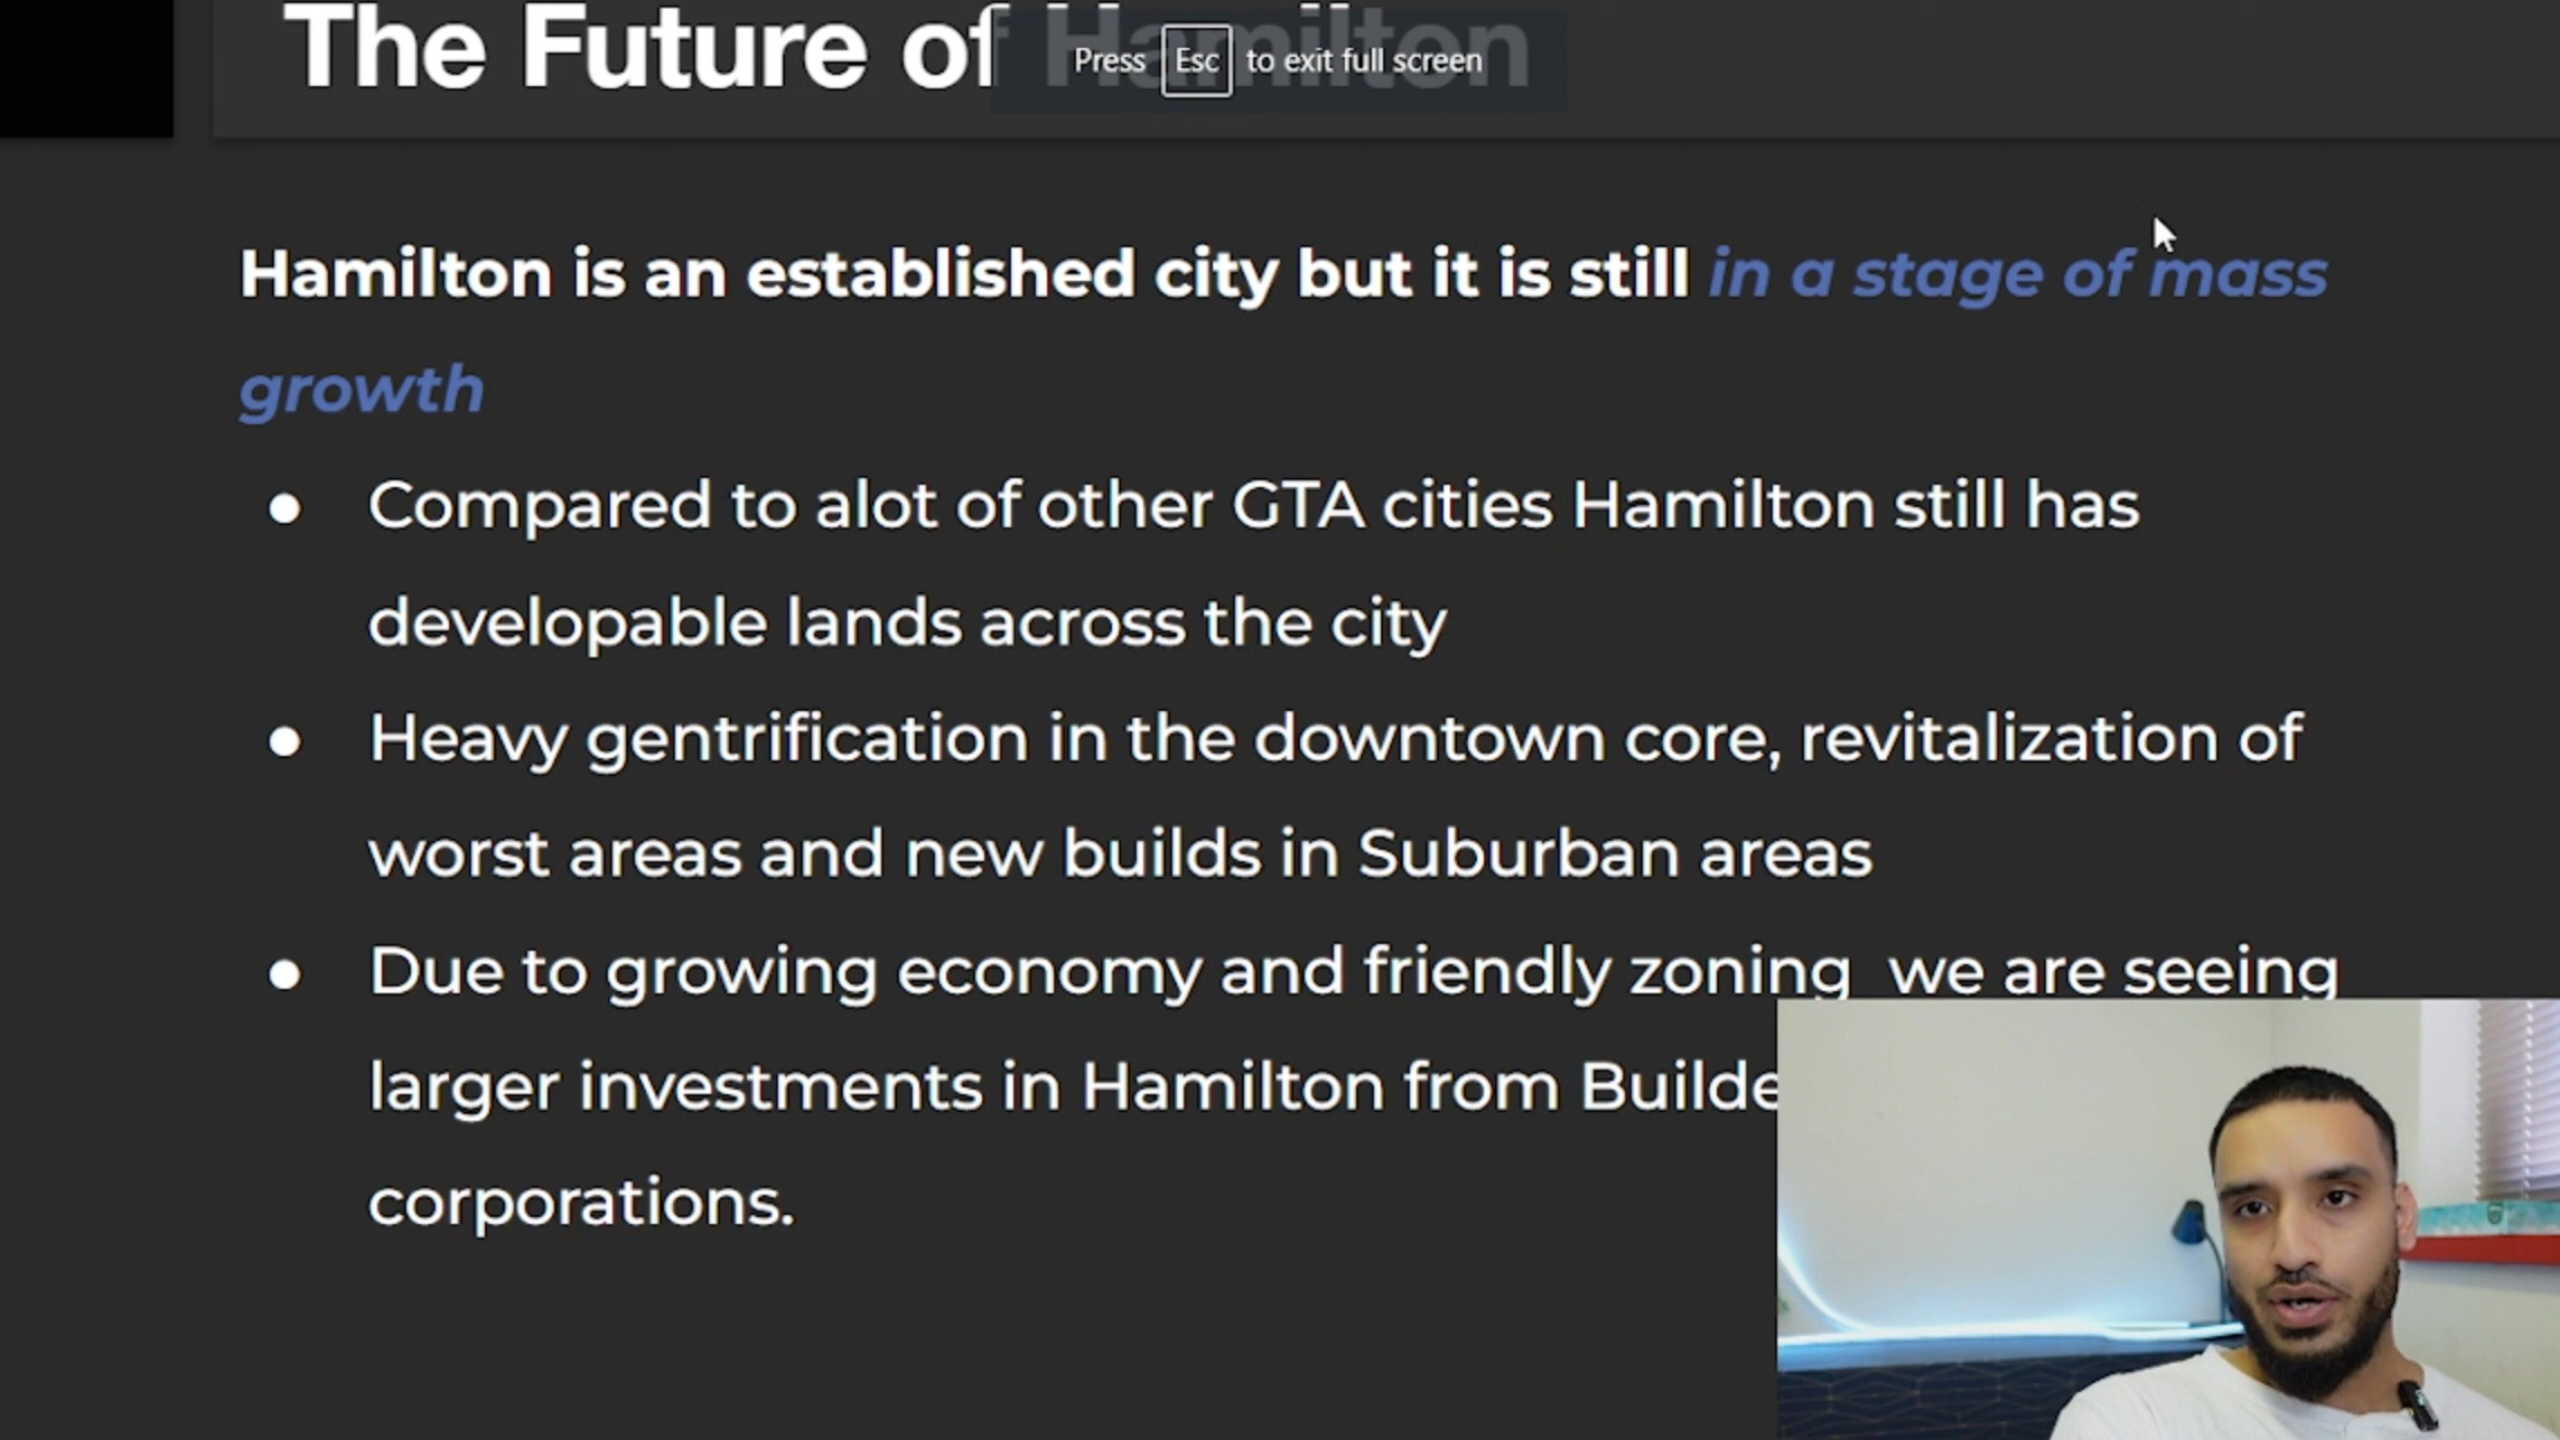 The Future of Hamilton
Press Esc to exit full screen
Hamilton is an established city but it is still in a stage of mass
growth
● Compared to alot of other GTA cities Hamilton still has
developable lands across the city
● Heavy gentrification in the downtown core, revitalization of
worst areas and new builds in Suburban areas
● Due to growing economy and friendly zoning  we are seeing
larger investments in Hamilton from
corporations.